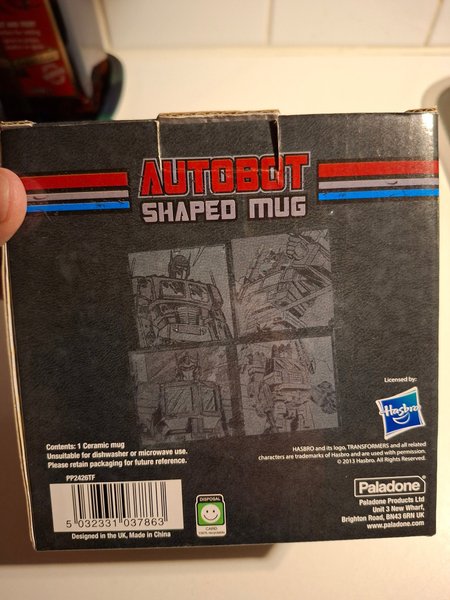 AUTOBOT
SHAPED MUG
Licensed by:
Hasbro
Contents: 1 Ceramic mug
Unsuitable for dishwasher or microwave use.
Please retain packaging for future reference.
HASBRO and its logo, TRANSFORMERS and all related
characters are trademarks of Hasbro and are used with permission.
© 2013 Hasbro. All Rights Reserved.
PP2426TF
5 032331 037863
Designed in the UK, Made in China
DISPOSAL
CARD
100% recyclable
Paladone
Paladone Products Ltd
Unit 3 New Wharf,
Brighton Road, BN43 6RN UK
www.paladone.com